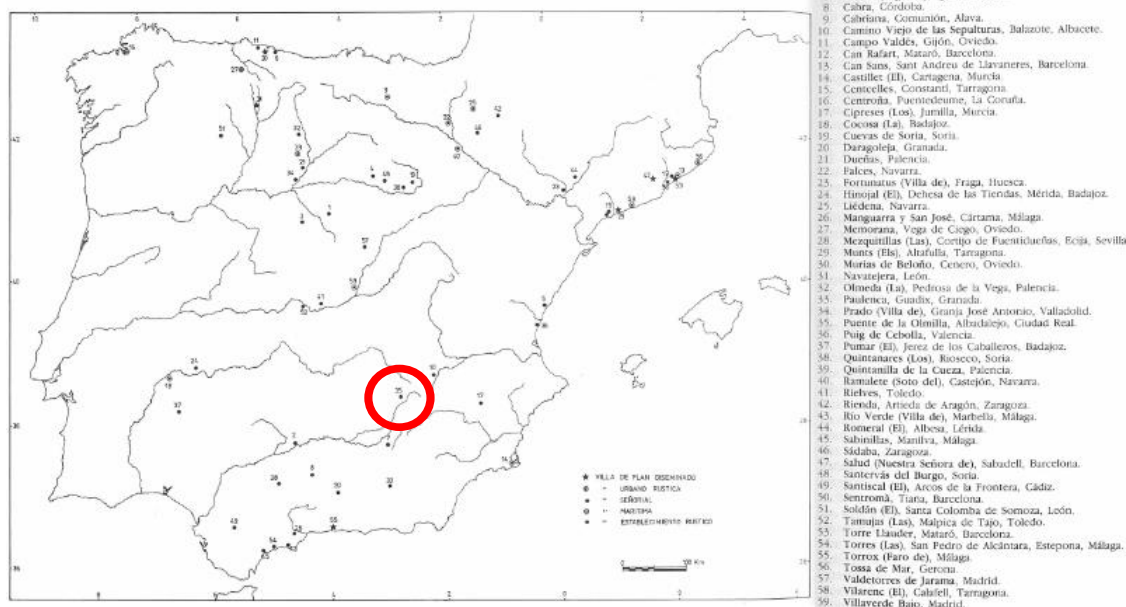 8. Cabra, Córdoba.
9. Cabriana, Comunión, Alava.
10. Camino Viejo de las Sepulturas, Balazote, Albacete.
11. Campo Valdés, Gijón, Oviedo.
12. Can Rafart, Mataró, Barcelona.
13. Can Sans, Sant Andreu de Llavaneres, Barcelona.
14. Castillet (El), Cartagena, Murcia.
15. Centcelles, Constantí, Tarragona.
16. Centroña, Puentedeume, La Coruña.
17. Cipreses (Los), Jumilla, Murcia.
18. Cocosa (La), Badajoz.
19. Cuevas de Soria, Soria.
20. Daragoleja, Granada.
21. Dueñas, Palencia.
22. Falces, Navarra.
23. Fortunatus (Villa de), Fraga, Huesca.
24. Hinojal (El), Dehesa de las Tiendas, Mérida, Badajoz.
25. Liédena, Navarra.
26. Manguarra y San José, Cártama, Málaga.
27. Memorana, Vega de Ciego, Oviedo.
28. Mezquitillas (Las), Cortijo de Fuentidueñas, Ecija, Sevilla
29. Munts (Els), Altafulla, Tarragona.
30. Murias de Beloño, Cenero, Oviedo.
31. Navatejera, León.
32. Olmeda (La), Pedrosa de la Vega, Palencia.
33. Paulenca, Guadix, Granada.
34. Prado (Villa de), Granja José Antonio, Valladolid.
35. Puente de la Olmilla, Albadalejo, Ciudad Real.
36. Puig de Cebolla, Valencia.
37. Pumar (El), Jerez de los Caballeros, Badajoz.
38. Quintanares (Los), Rioseco, Soria.
39. Quintanilla de la Cueza, Palencia.
40. Ramalete (Soto del), Castejón, Navarra.
41. Rielves, Toledo.
42. Rienda, Artieda de Aragón, Zaragoza.
43. Río Verde (Villa de), Marbella, Málaga.
44. Romeral (El), Albesa, Lérida.
45. Sabinillas, Manilva, Málaga.
46. Sádaba, Zaragoza.
47. Salud (Nuestra Señora de), Sabadell, Barcelona.
48. Santervás del Burgo, Soria.
49. Santiscal (El), Arcos de la Frontera, Cádiz.
50. Sentromà, Tiana, Barcelona.
51. Soldán (El), Santa Colomba de Somoza, León.
52. Tamujas (Las), Malpica de Tajo, Toledo.
53. Torre Llauder, Mataró, Barcelona.
54. Torres (Las), San Pedro de Alcántara, Estepona, Málaga.
55. Torrox (Faro de), Málaga.
56. Tossa de Mar, Gerona.
57. Valdetorres de Jarama, Madrid.
58. Vilarenc (El), Calafell, Tarragona.
59. Villaverde Bajo, Madrid.
VILLA DE PLAN DISEMINADO
" URBANO RUSTICA
" SEÑORIAL
" MARITIMA
" ESTABLECIMIENTO RUSTICO
100 Km